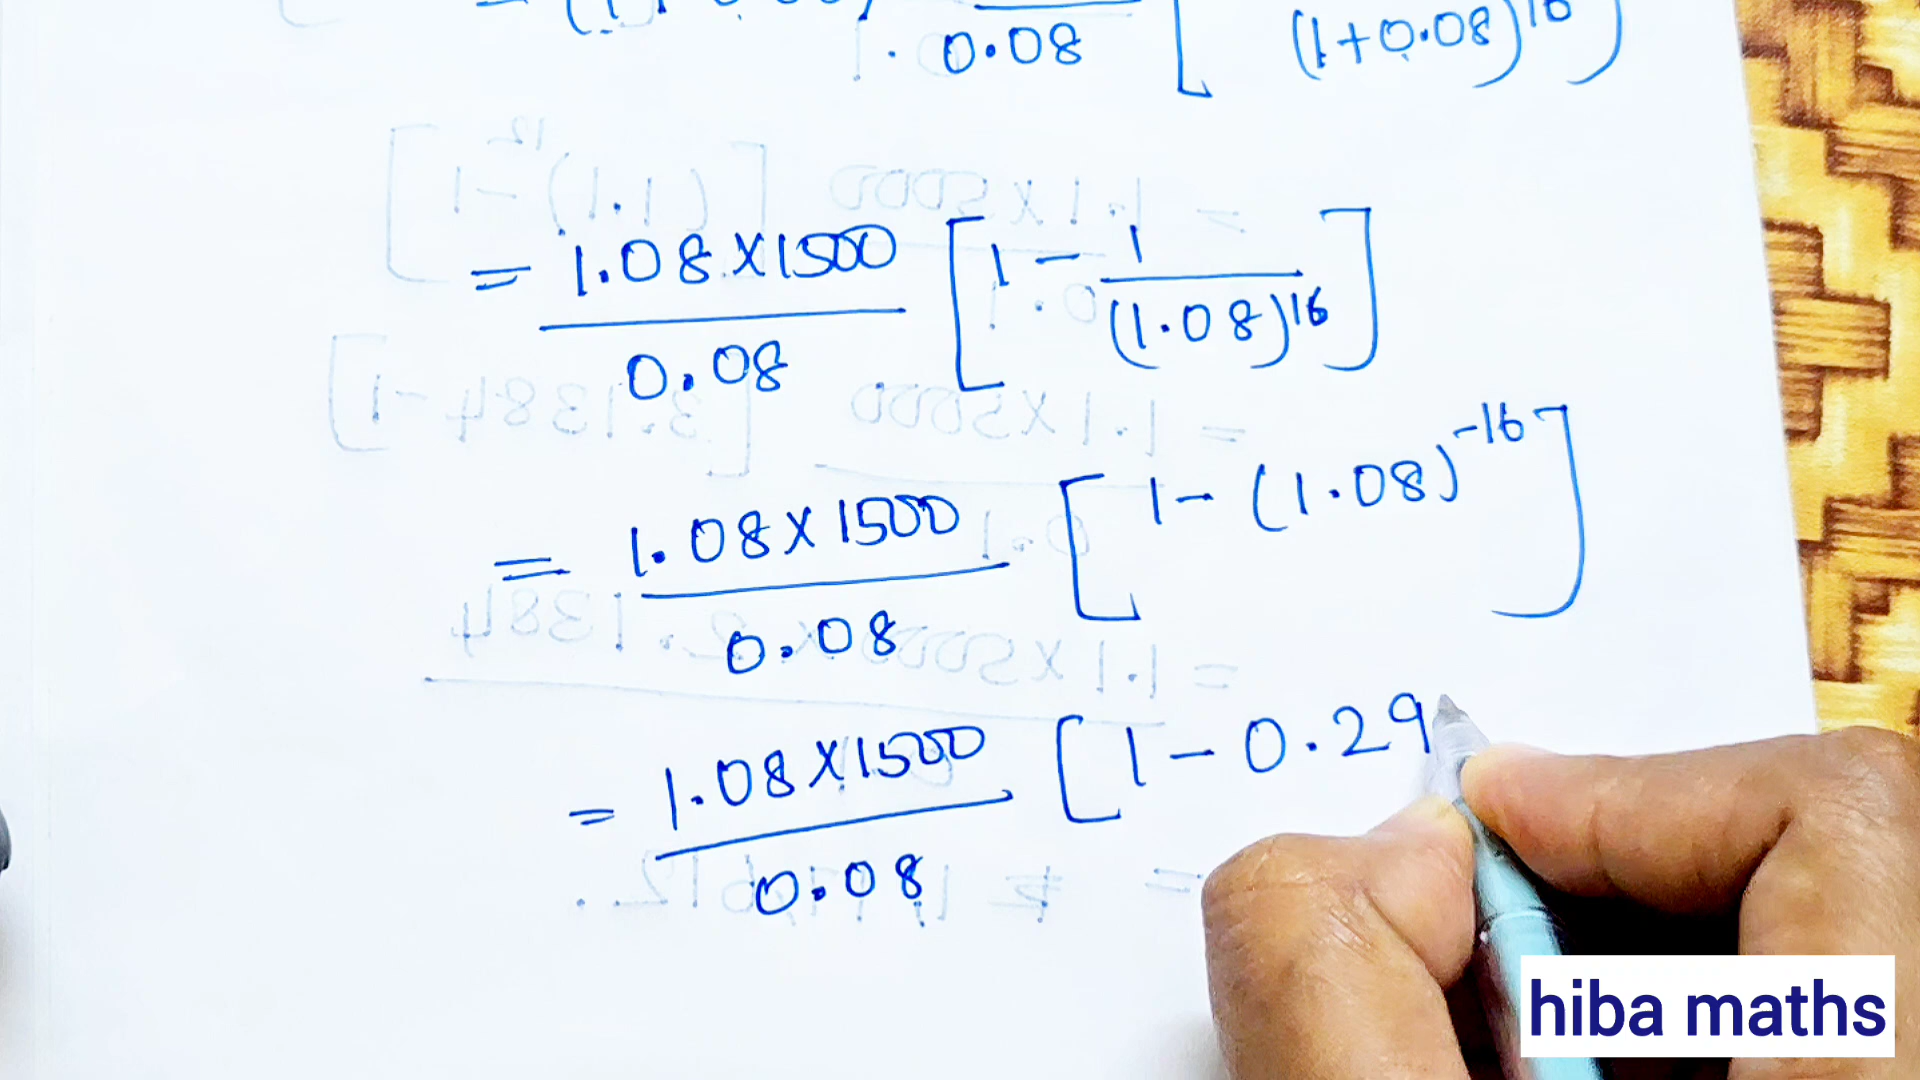 0.08 (1+0.08)^16
= 1.08 x 1500 / 0.08 [1 - 1/(1.08)^16]
= 1.08 x 1500 / 0.08 [1 - (1.08)^-16]
= 1.08 x 1500 / 0.08 [1 - 0.29
hiba maths